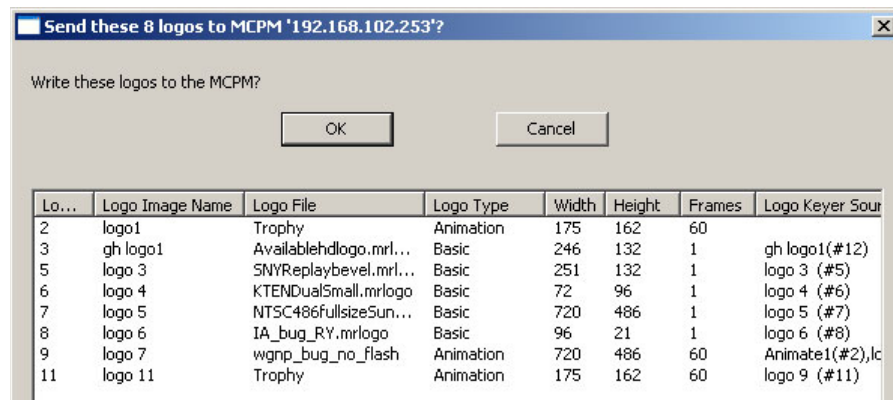 Send these 8 logos to MCPM '192.168.102.253'?
Write these logos to the MCPM?
OK Cancel
Lo... Logo Image Name Logo File Logo Type Width Height Frames Logo Keyer Sour
2 logo1 Trophy Animation 175 162 60
3 gh logo1 Availablehdlogo.mrl... Basic 246 132 1 gh logo1(#12)
5 logo 3 SNYReplaybevel.mrl... Basic 251 132 1 logo 3 (#5)
6 logo 4 KTENDualSmall.mrlogo Basic 72 96 1 logo 4 (#6)
7 logo 5 NTSC486fullsizeSun... Basic 720 486 1 logo 5 (#7)
8 logo 6 IA_bug_RY.mrlogo Basic 96 21 1 logo 6 (#8)
9 logo 7 wgnp_bug_no_flash Animation 720 486 60 Animate1(#2),lo
11 logo 11 Trophy Animation 175 162 60 logo 9 (#11)